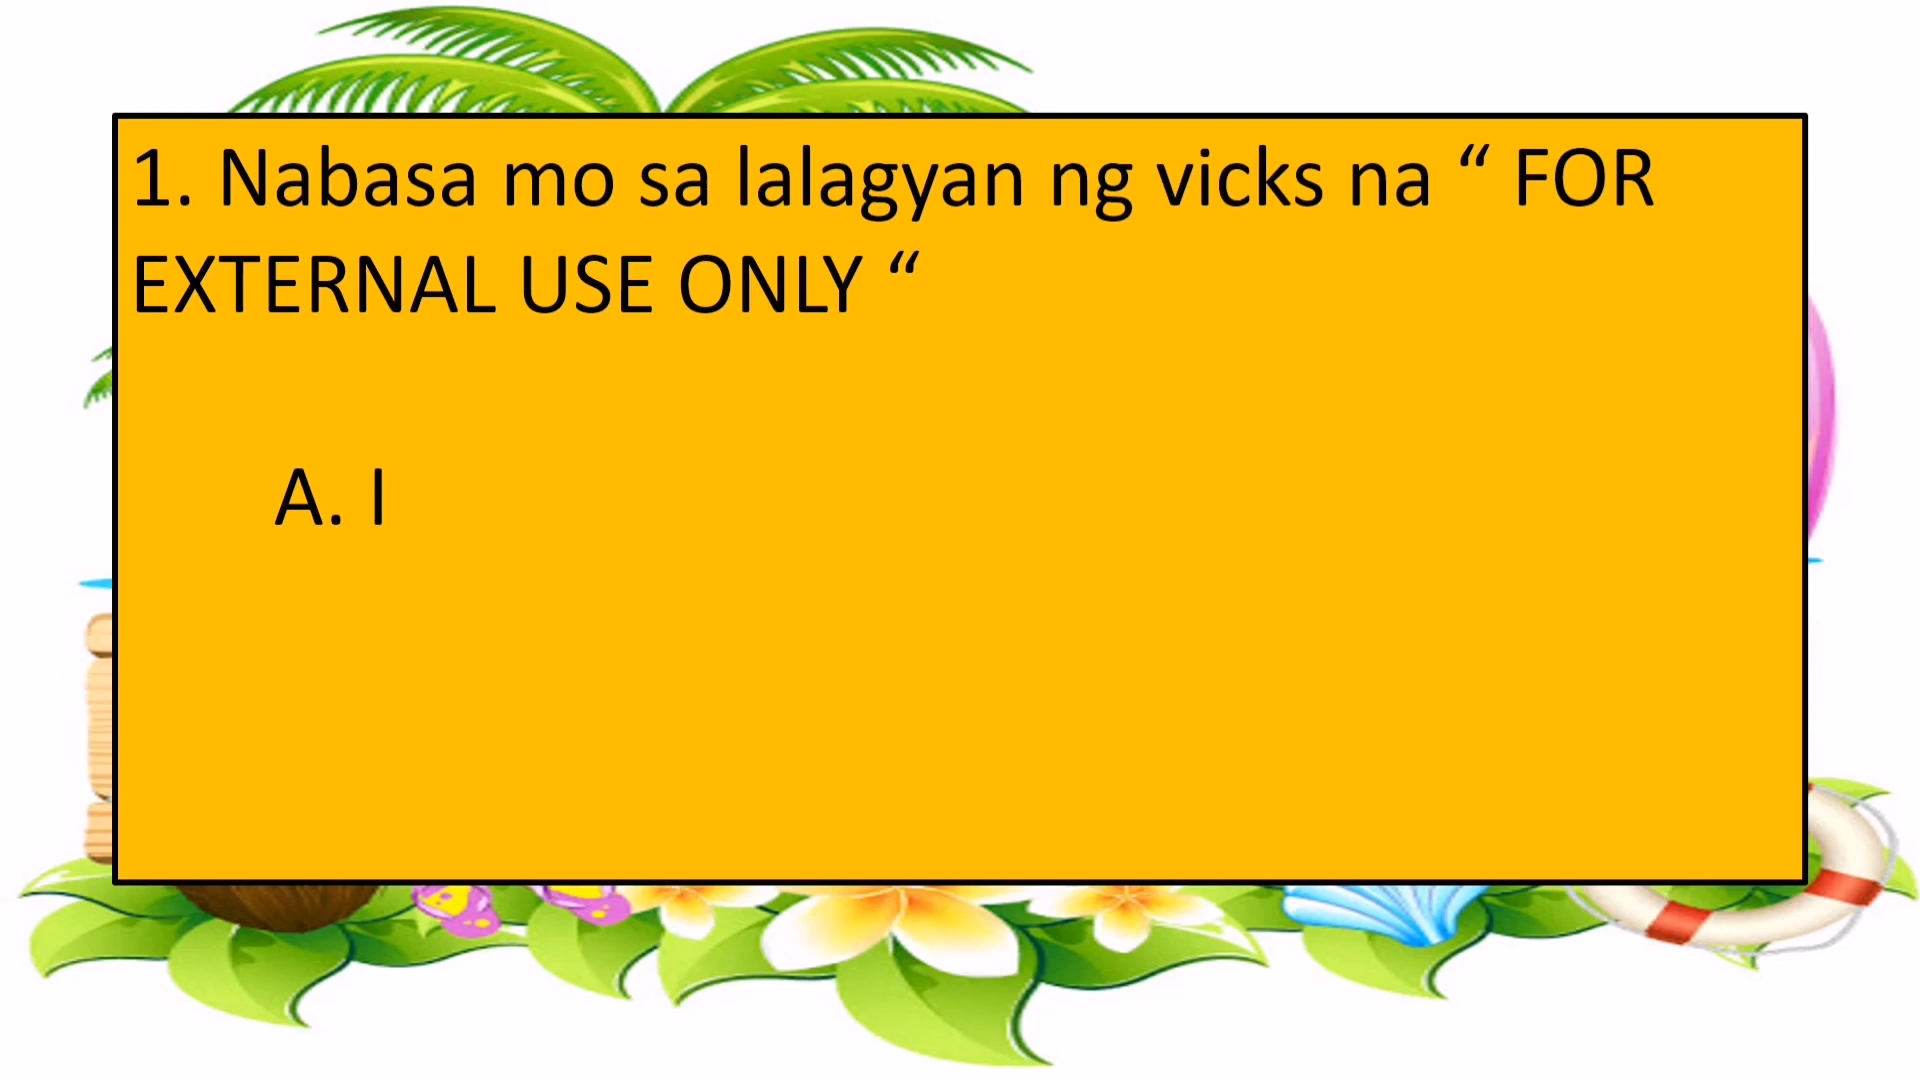 1. Nabasa mo sa lalagyan ng vicks na “ FOR
EXTERNAL USE ONLY “
A. I